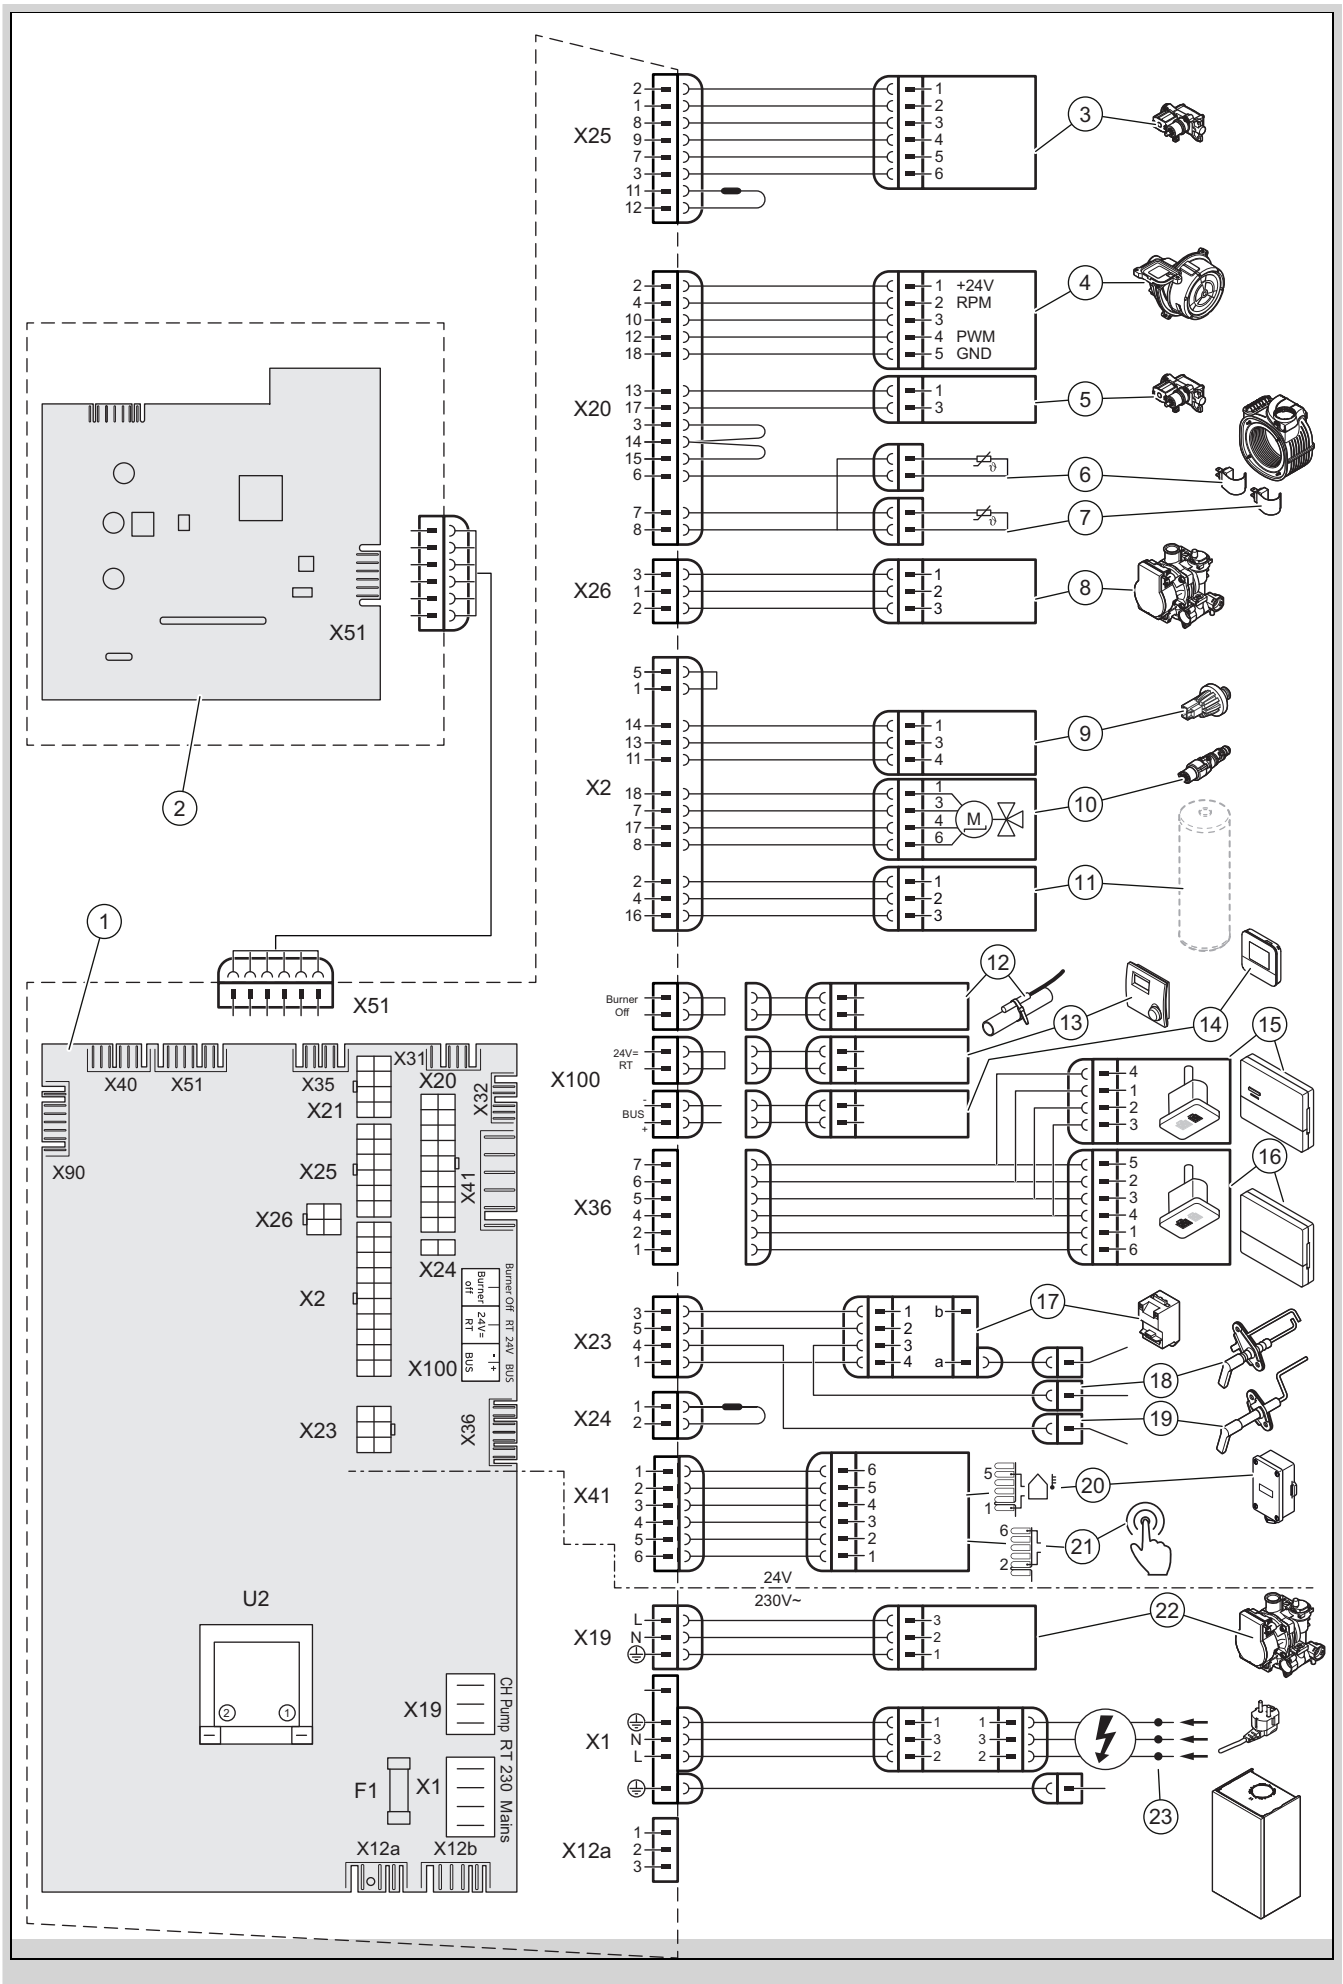 X25
2 1
1 2
8 3
9 4
7 5
3 6
11
12
3
X20
2 1 +24V
4 2 RPM
10 3
12 4 PWM
18 5 GND
4
13 1
17 3
5
3
14
15
6 ϑ
6
7 ϑ
8
7
X26
3 1
1 2
2 3
8
X51
2
X2
5
1
14 1
13 3
11 4
9
18 1
7 3
17 4
8 6
M
10
2 1
4 2
16 3
11
1
X51
X100
Burner
Off
12
24V=
RT
13
-
BUS
+
14
15
4
1
2
3
X36
7 5
6 2
5 3
4 4
2 1
1 6
16
X40
X51
X35
X31
X20
X32
X21
X90
X25
X41
X26
X24
X2
X100
Burner
off
24V=
RT
BUS
- +
Burner Off RT 24V BUS
X23
X36
X23
3 1 b
5 2
4 3
1 4 a
17
18
19
X24
1
2
X41
1 6
2 5
3 4
4 3
5 2
6 1
5
1
20
6
2
21
24V
230V~
U2
2 1
X19
L 3
N 2
1
22
X19
CH Pump RT 230 Mains
X1
F1
X12a
X12b
X1
1 1
N 3 3
L 2 2
23
X12a
1
2
3